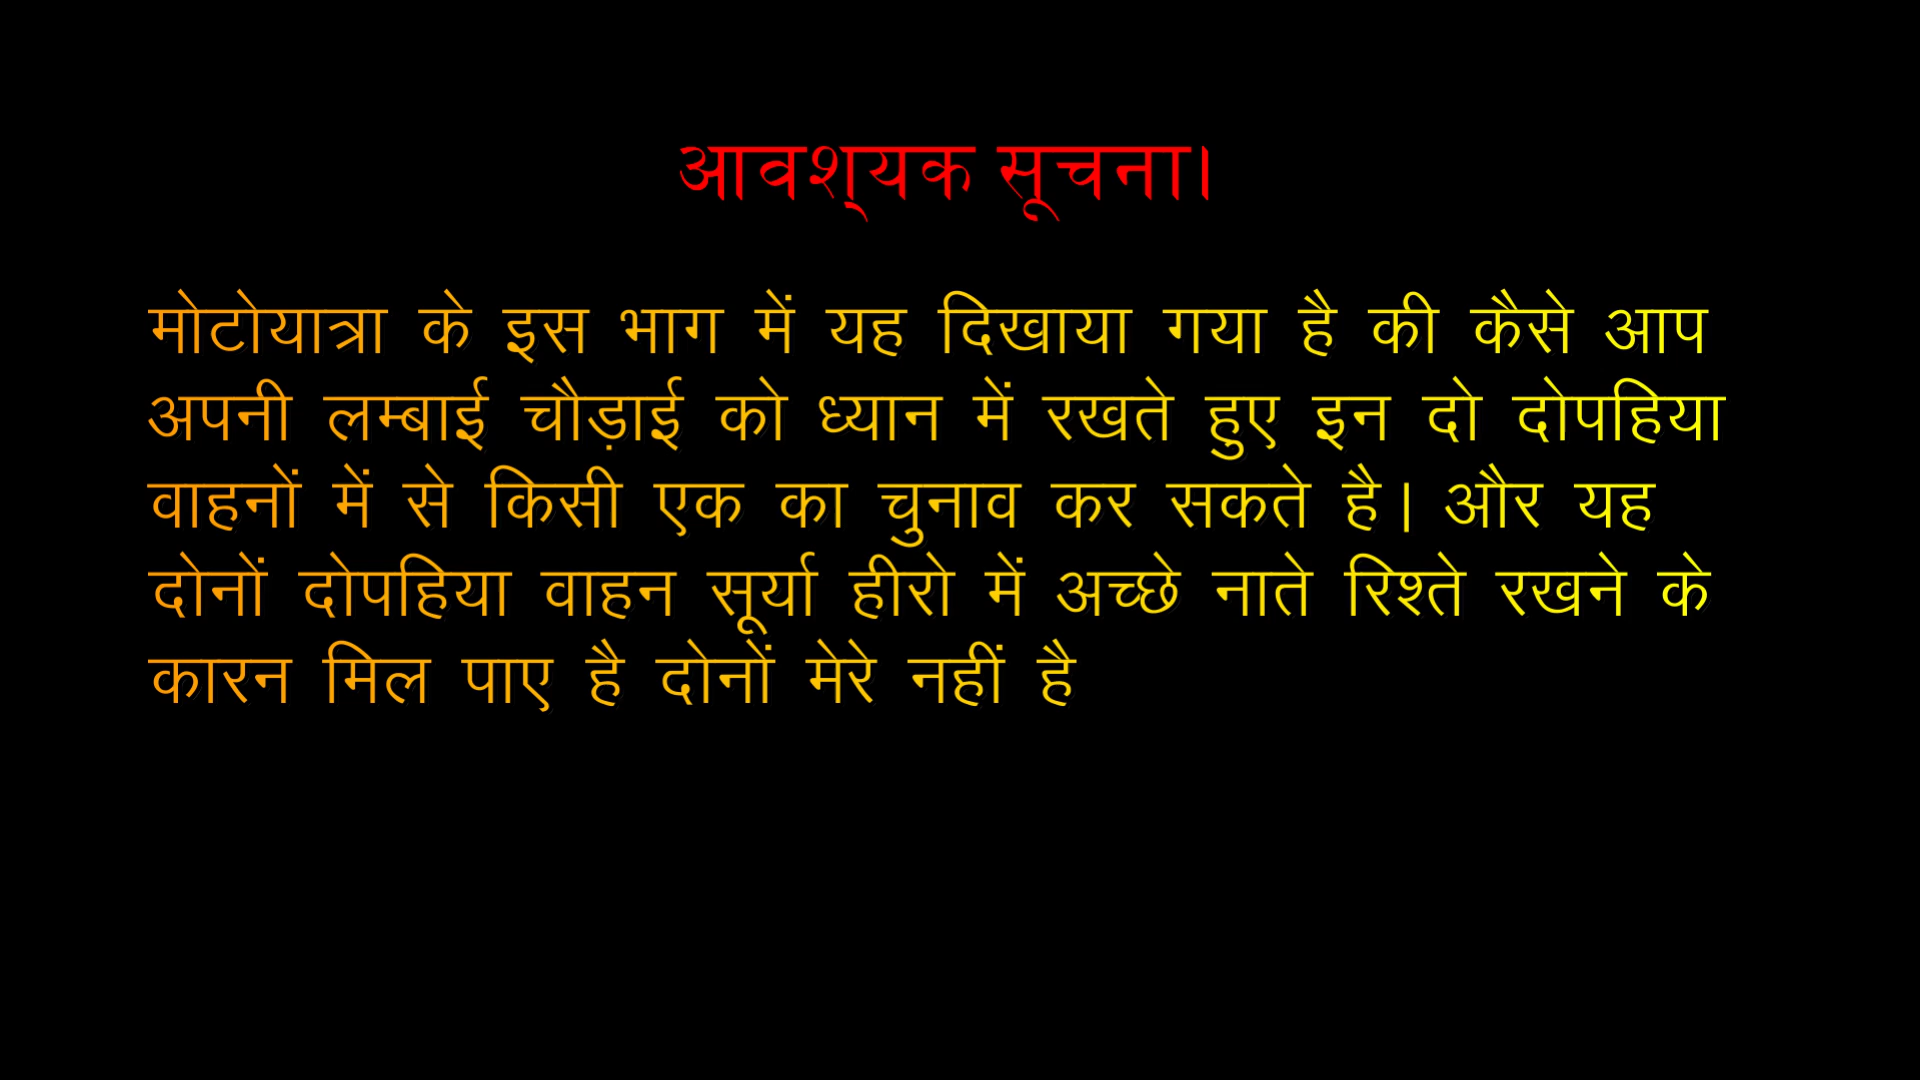 आवश्यक सूचना।
मोटोयात्रा के इस भाग में यह दिखाया गया है की कैसे आप
अपनी लम्बाई चौड़ाई को ध्यान में रखते हुए इन दो दोपहिया
वाहनों में से किसी एक का चुनाव कर सकते है। और यह
दोनों दोपहिया वाहन सूर्या हीरो में अच्छे नाते रिश्ते रखने के
कारन मिल पाए है दोनों मेरे नहीं है